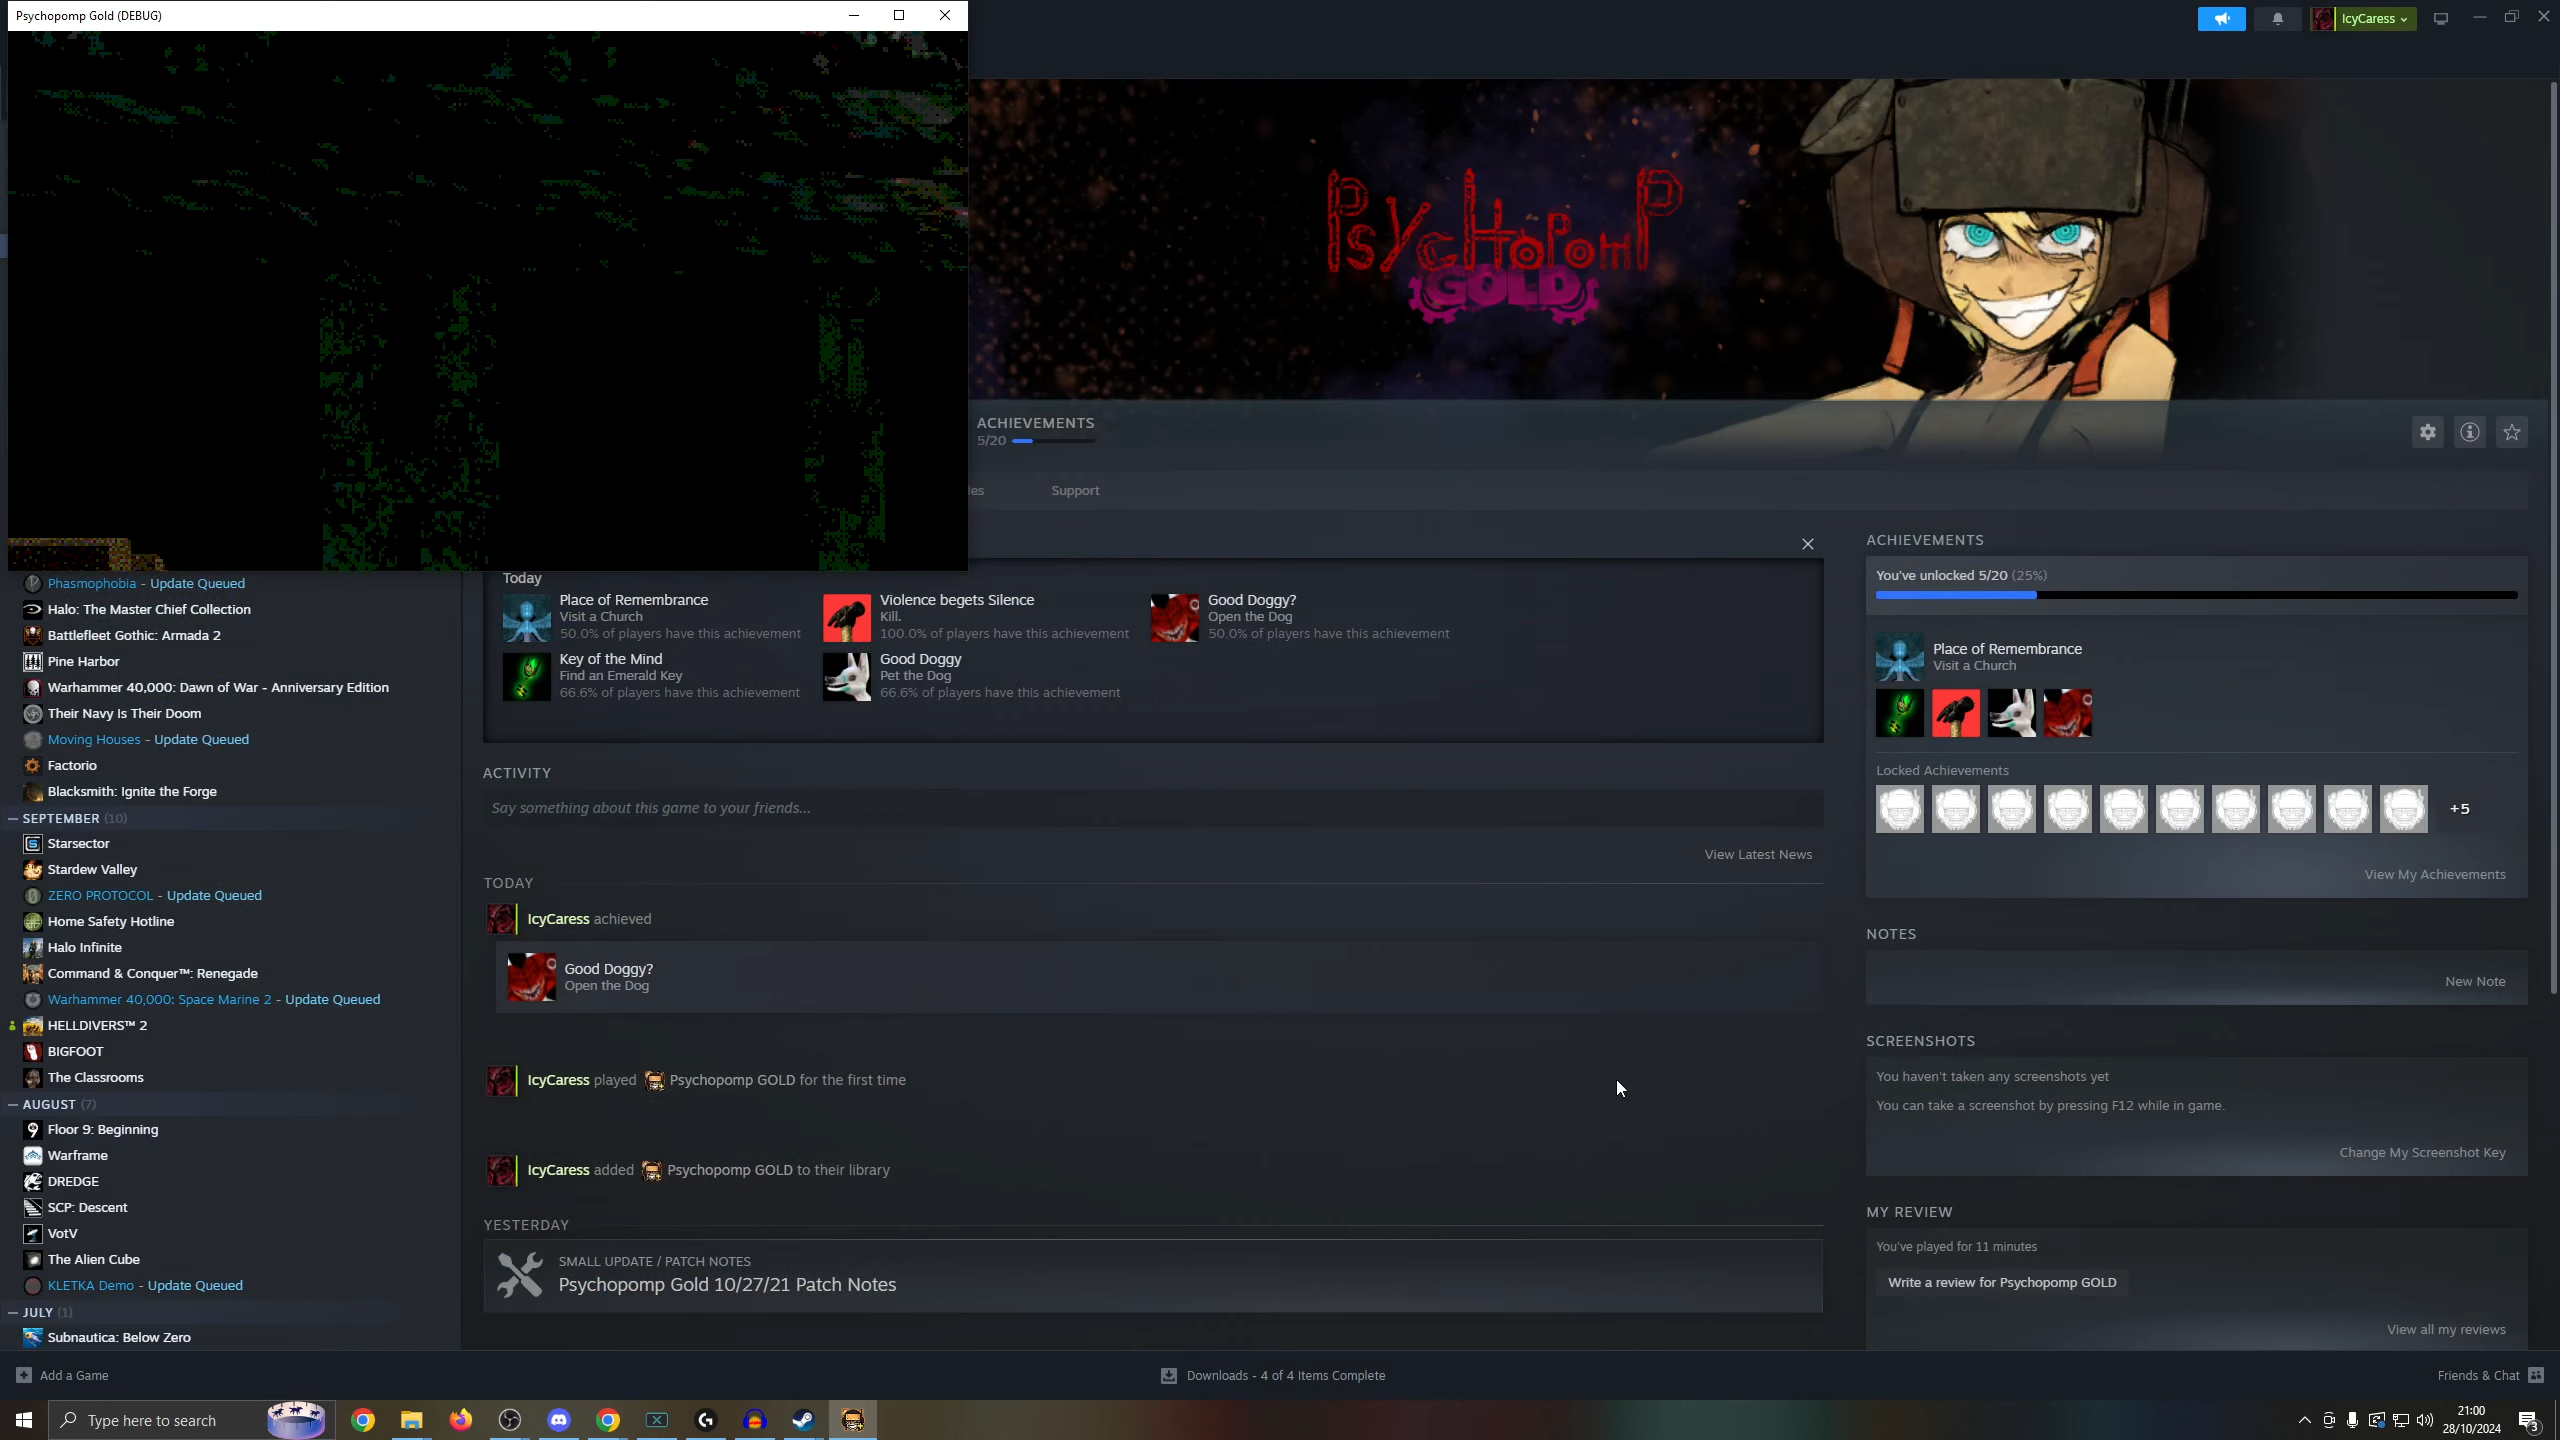 Psychopomp Gold (DEBUG)
IcyCaress
PsycHopomP
GOLD
ACHIEVEMENTS
5/20
Support
Today
Place of Remembrance
Visit a Church
50.0% of players have this achievement
Violence begets Silence
Kill.
100.0% of players have this achievement
Good Doggy?
Open the Dog
50.0% of players have this achievement
Key of the Mind
Find an Emerald Key
66.6% of players have this achievement
Good Doggy
Pet the Dog
66.6% of players have this achievement
ACTIVITY
Say something about this game to your friends...
View Latest News
TODAY
IcyCaress achieved
Good Doggy?
Open the Dog
IcyCaress played Psychopomp GOLD for the first time
IcyCaress added Psychopomp GOLD to their library
YESTERDAY
SMALL UPDATE / PATCH NOTES
Psychopomp Gold 10/27/21 Patch Notes
ACHIEVEMENTS
You've unlocked 5/20 (25%)
Place of Remembrance
Visit a Church
Locked Achievements
+5
View My Achievements
NOTES
New Note
SCREENSHOTS
You haven't taken any screenshots yet
You can take a screenshot by pressing F12 while in game.
Change My Screenshot Key
MY REVIEW
You've played for 11 minutes
Write a review for Psychopomp GOLD
View all my reviews
Phasmophobia - Update Queued
Halo: The Master Chief Collection
Battlefleet Gothic: Armada 2
Pine Harbor
Warhammer 40,000: Dawn of War - Anniversary Edition
Their Navy Is Their Doom
Moving Houses - Update Queued
Factorio
Blacksmith: Ignite the Forge
SEPTEMBER (10)
Starsector
Stardew Valley
ZERO PROTOCOL - Update Queued
Home Safety Hotline
Halo Infinite
Command & Conquer™: Renegade
Warhammer 40,000: Space Marine 2 - Update Queued
HELLDIVERS™ 2
BIGFOOT
The Classrooms
AUGUST (7)
Floor 9: Beginning
Warframe
DREDGE
SCP: Descent
VotV
The Alien Cube
KLETKA Demo - Update Queued
JULY (1)
Subnautica: Below Zero
Add a Game
Downloads - 4 of 4 Items Complete
Friends & Chat
Type here to search
21:00
28/10/2024
3